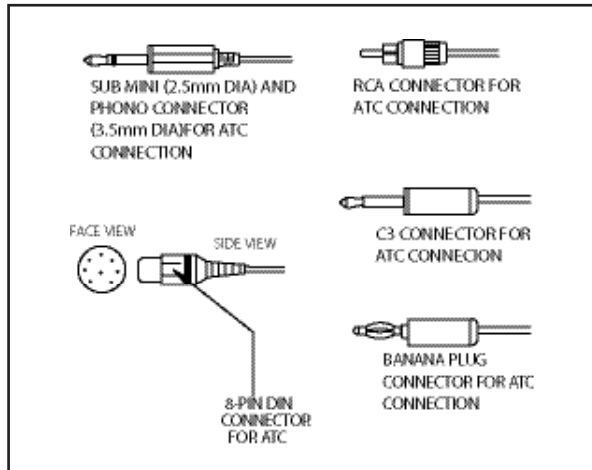 SUB MINI (2.5mm DIA) AND
PHONO CONNECTOR
(3.5mm DIA)FOR ATC
CONNECTION
RCA CONNECTOR FOR
ATC CONNECTION
C3 CONNECTOR FOR
ATC CONNECION
FACE VIEW
SIDE VIEW
8-PIN DIN
CONNECTOR
FOR ATC
BANANA PLUG
CONNECTOR FOR ATC
CONNECTION